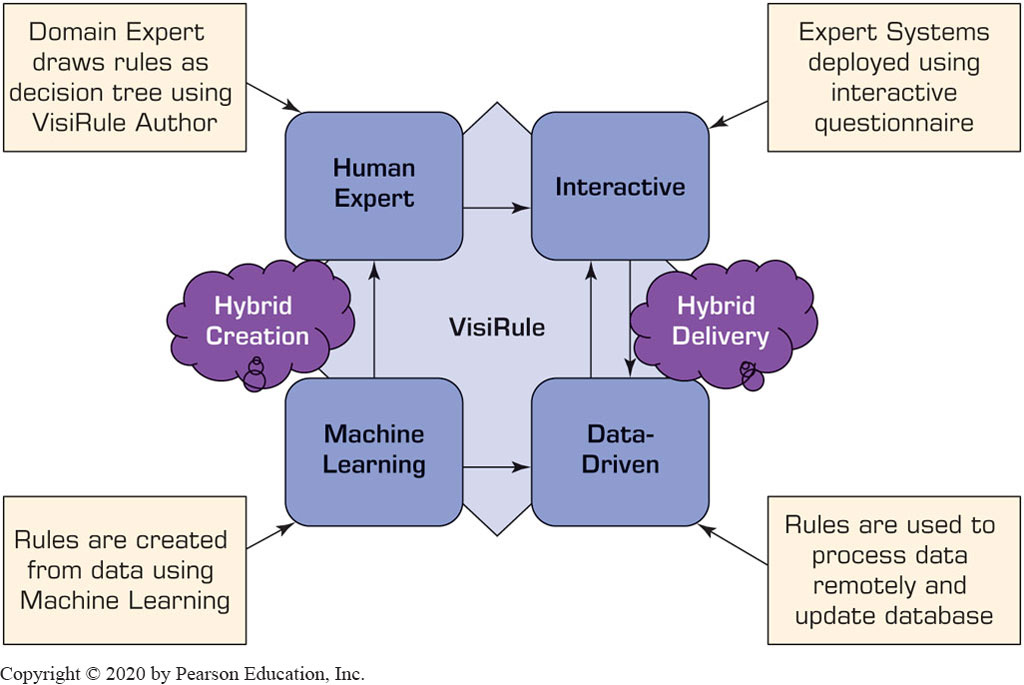 Domain Expert
draws rules as
decision tree using
VisiRule Author
Expert Systems
deployed using
interactive
questionnaire
Human
Expert
Interactive
Hybrid
Creation
VisiRule
Hybrid
Delivery
Machine
Learning
Data-
Driven
Rules are created
from data using
Machine Learning
Rules are used to
process data
remotely and
update database
Copyright © 2020 by Pearson Education, Inc.